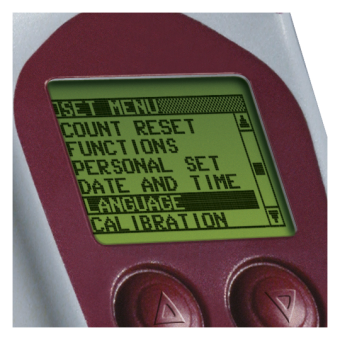 SET MENU
COUNT RESET
FUNCTIONS
PERSONAL SET
DATE AND TIME
LANGUAGE
CALIBRATION